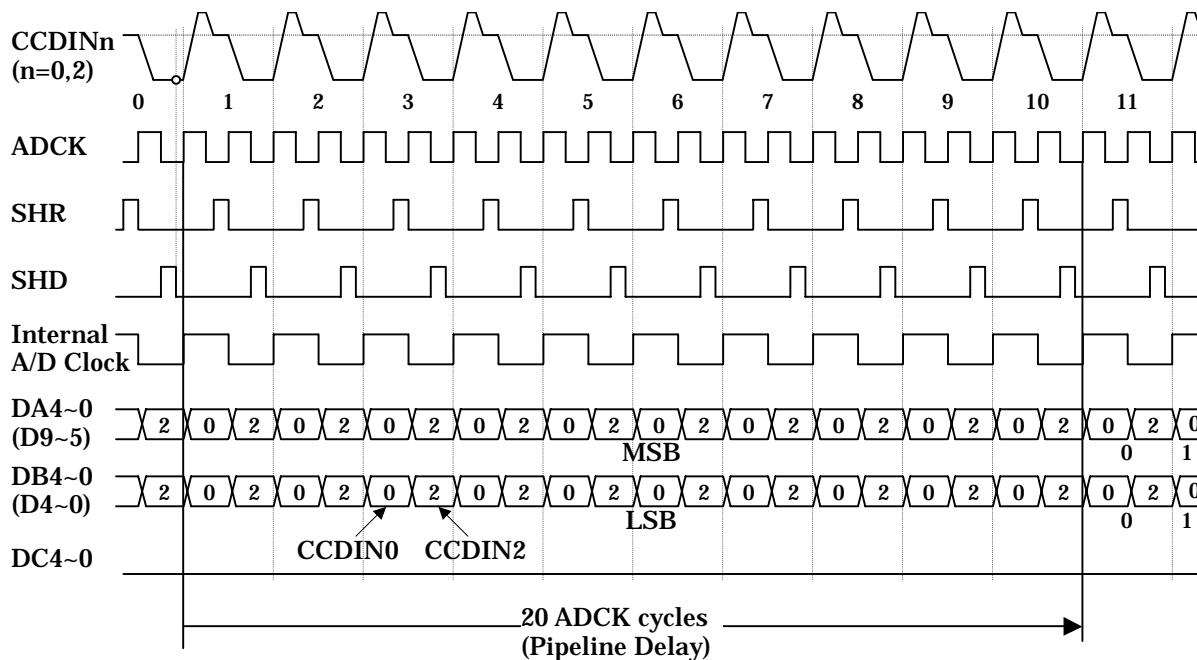 CCDINn
(n=0,2)
0 1 2 3 4 5 6 7 8 9 10 11
ADCK
SHR
SHD
Internal
A/D Clock
DA4~0
(D9~5)
2 0 2 0 2 0 2 0 2 0 2 0 2 0 2 0 2 0 2 0 2 0 2 0
MSB
0 1
DB4~0
(D4~0)
2 0 2 0 2 0 2 0 2 0 2 0 2 0 2 0 2 0 2 0 2 0 2 0
LSB
0 1
CCDIN0 CCDIN2
DC4~0
20 ADCK cycles
(Pipeline Delay)